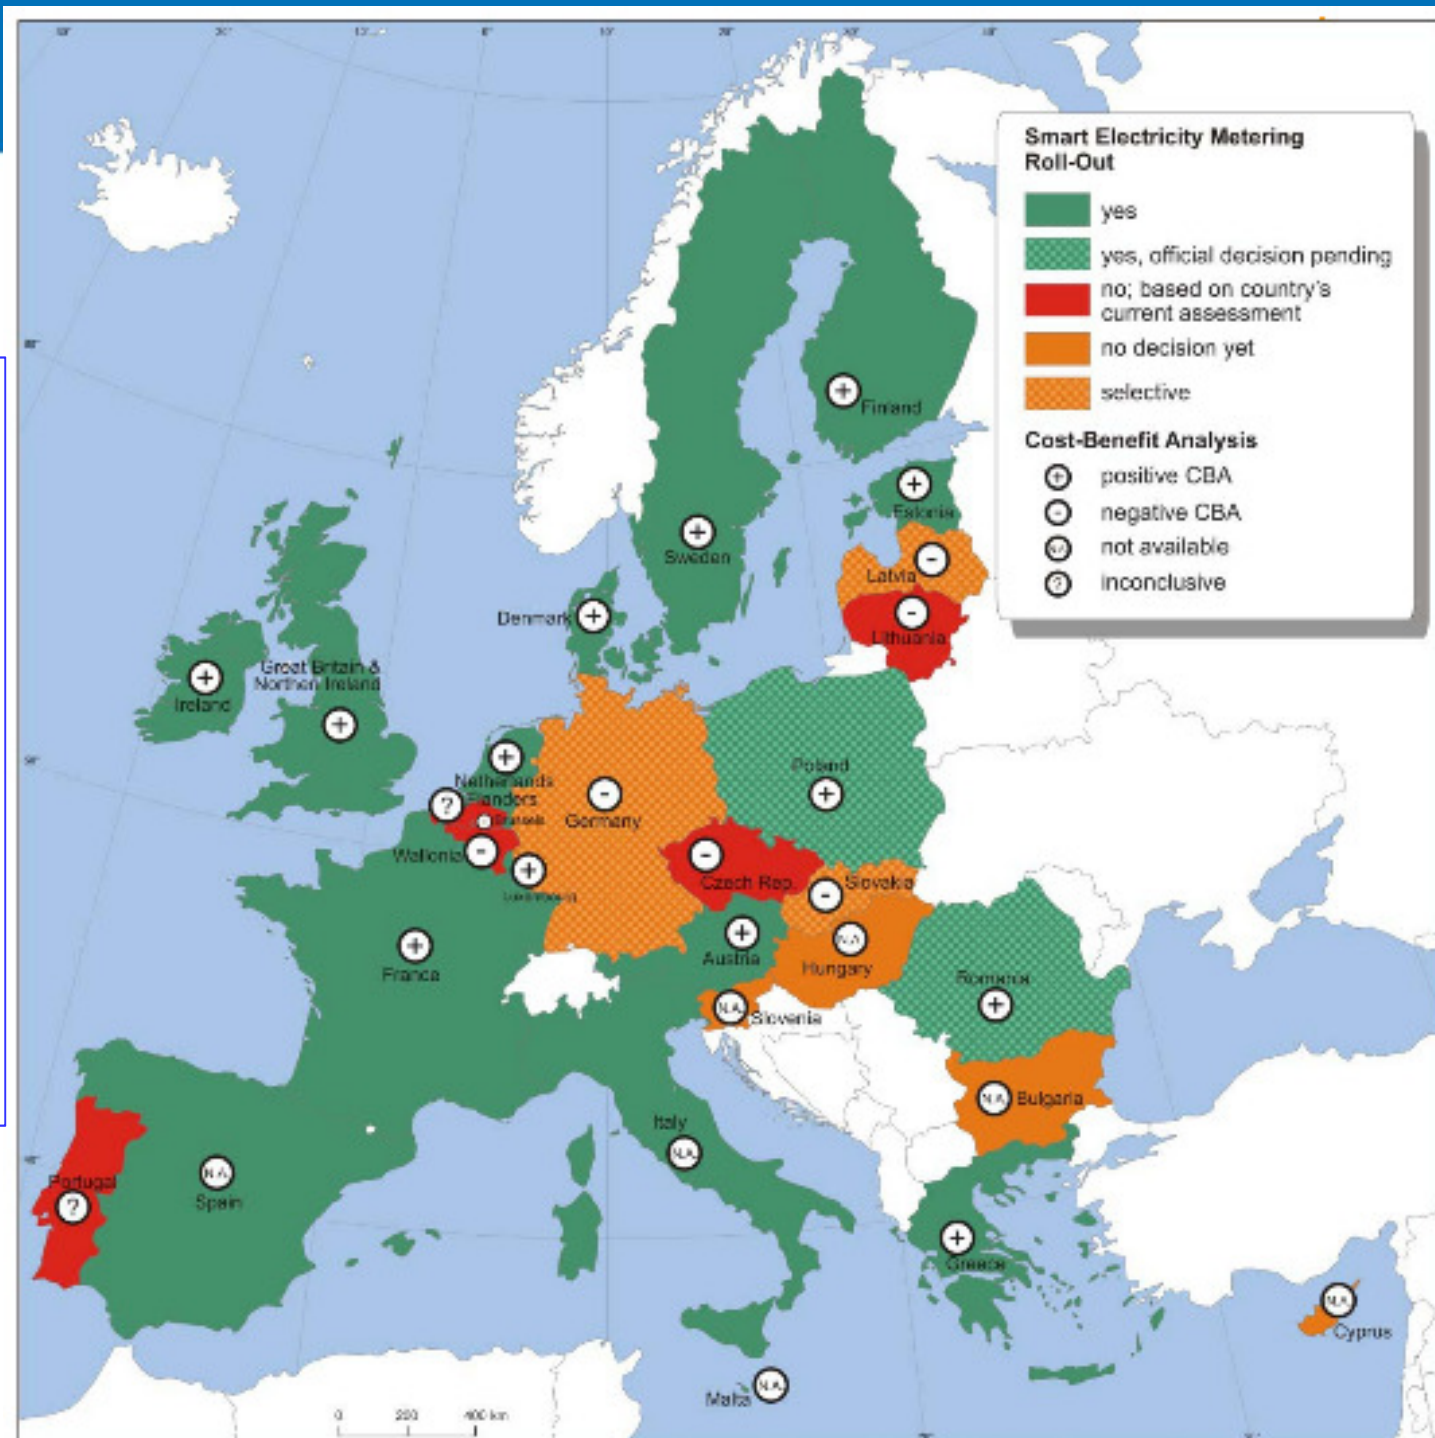 Smart Electricity Metering
Roll-Out
yes
yes, official decision pending
no; based on country's
current assessment
no decision yet
selective
Cost-Benefit Analysis
+ positive CBA
- negative CBA
N.A. not available
? inconclusive
+
Finland
+
Estonia
+
Sweden
-
Latvia
-
Lithuania
Denmark +
+
Ireland
Great Britain &
Northen Ireland
+
+
Netherlands
?
Flanders
Brussels
Wallonia -
+
Luxembourg
-
Germany
Poland
+
-
Czech Rep.
Slovakia
-
+
Austria
N.A.
Hungary
+
France
N.A. Slovenia
Romania
+
N.A. Bulgaria
Italy
N.A.
Portugal
?
N.A.
Spain
+
Greece
N.A.
Cyprus
Malta N.A.
0 200 400 km